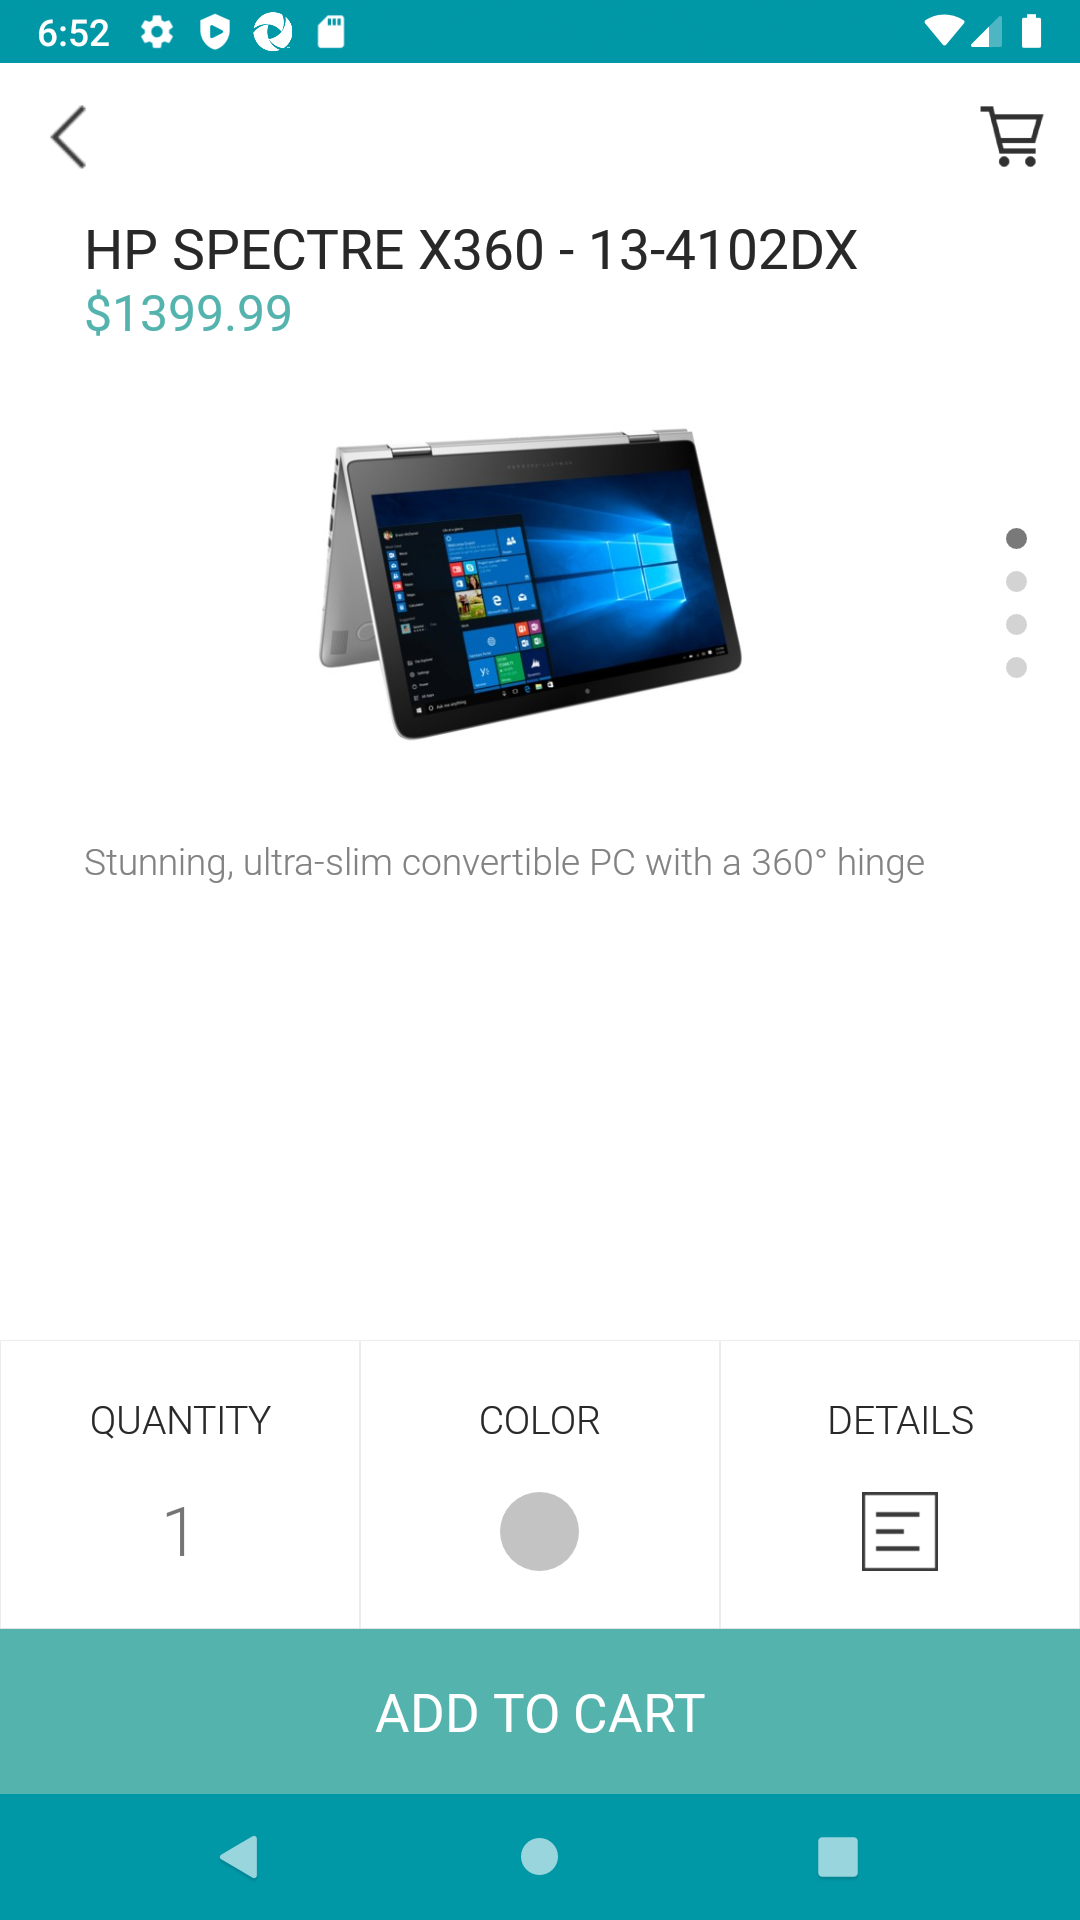 6:52
HP SPECTRE X360 - 13-4102DX
$1399.99
Stunning, ultra-slim convertible PC with a 360° hinge
QUANTITY
COLOR
DETAILS
1
ADD TO CART